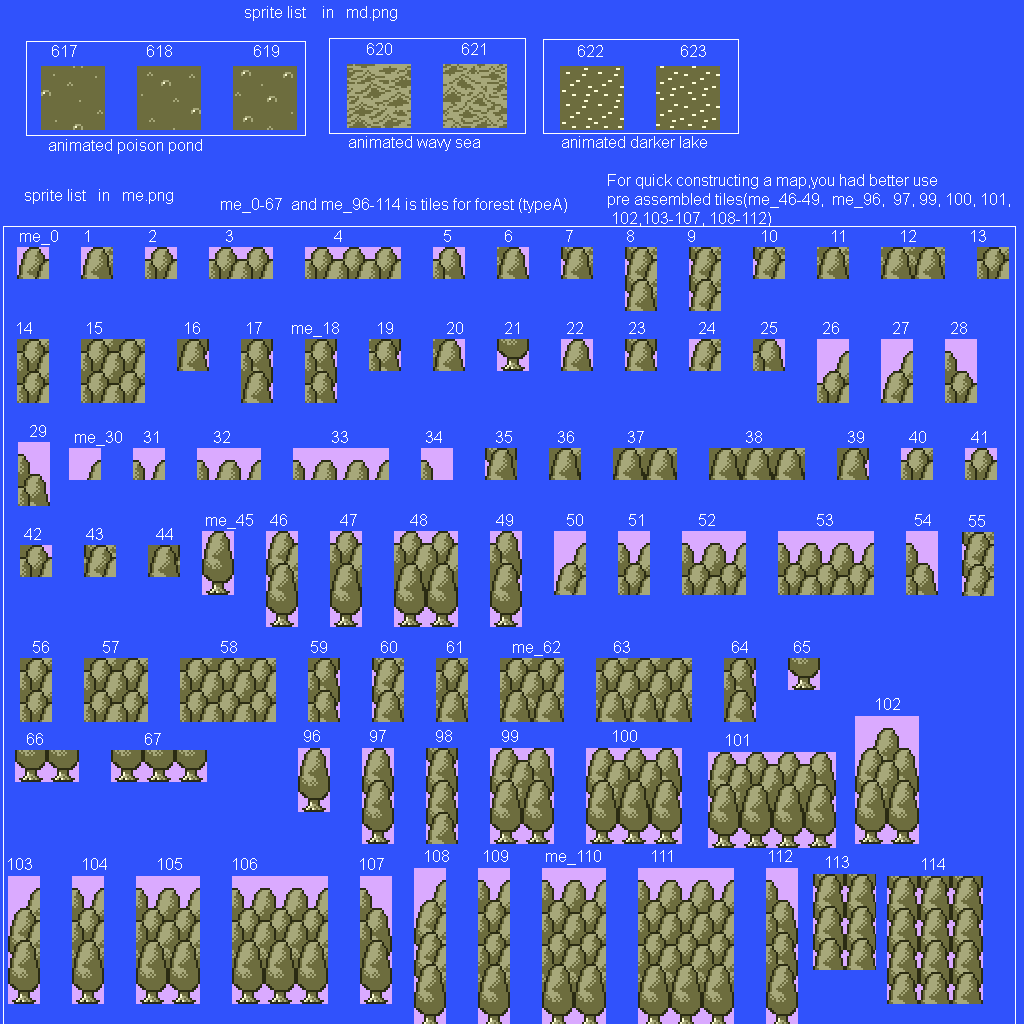 sprite list in md.png
617 618 619 620 621 622 623
animated poison pond animated wavy sea animated darker lake
For quick constructing a map,you had better use
sprite list in me.png me_0-67 and me_96-114 is tiles for forest (typeA) pre assembled tiles(me_46-49, me_96, 97, 99, 100, 101,
102,103-107, 108-112)
me_0 1 2 3 4 5 6 7 8 9 10 11 12 13
14 15 16 17 me_18 19 20 21 22 23 24 25 26 27 28
29 me_30 31 32 33 34 35 36 37 38 39 40 41
42 43 44 me_45 46 47 48 49 50 51 52 53 54 55
56 57 58 59 60 61 me_62 63 64 65
102
66 67 96 97 98 99 100 101
103 104 105 106 107 108 109 me_110 111 112 113 114